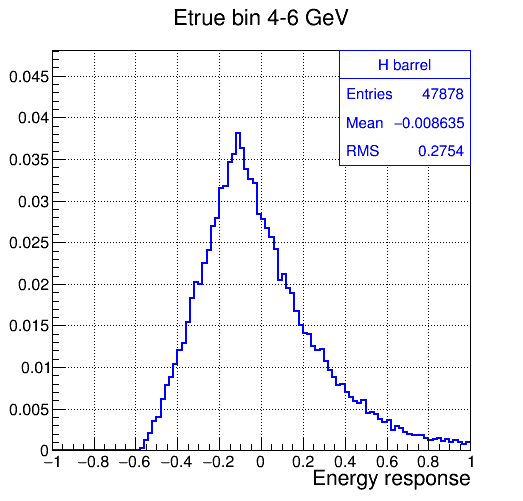 Etrue bin 4-6 GeV
H barrel
Entries 47878
Mean −0.008635
RMS 0.2754
0.045
0.04
0.035
0.03
0.025
0.02
0.015
0.01
0.005
0
−1 −0.8 −0.6 −0.4 −0.2 0 0.2 0.4 0.6 0.8 1
Energy response